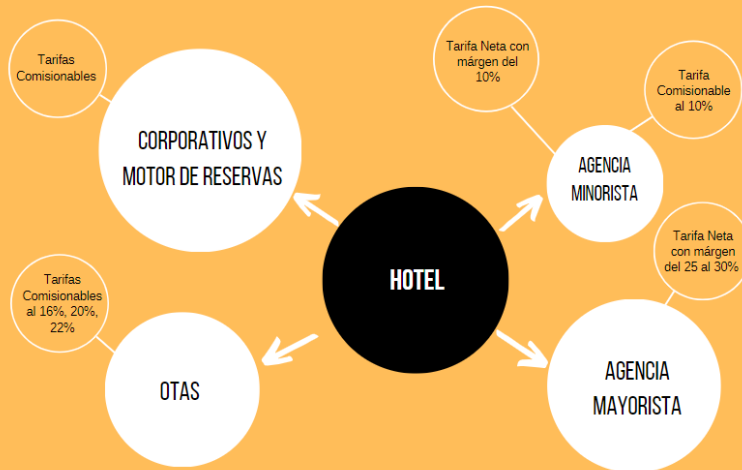 Tarifas
Comisionables
CORPORATIVOS Y
MOTOR DE RESERVAS
Tarifa Neta con
márgen del
10%
Tarifa
Comisionable
al 10%
AGENCIA
MINORISTA
HOTEL
Tarifa Neta
con márgen
del 25 al 30%
Tarifas
Comisionables
al 16%, 20%,
22%
OTAS
AGENCIA
MAYORISTA